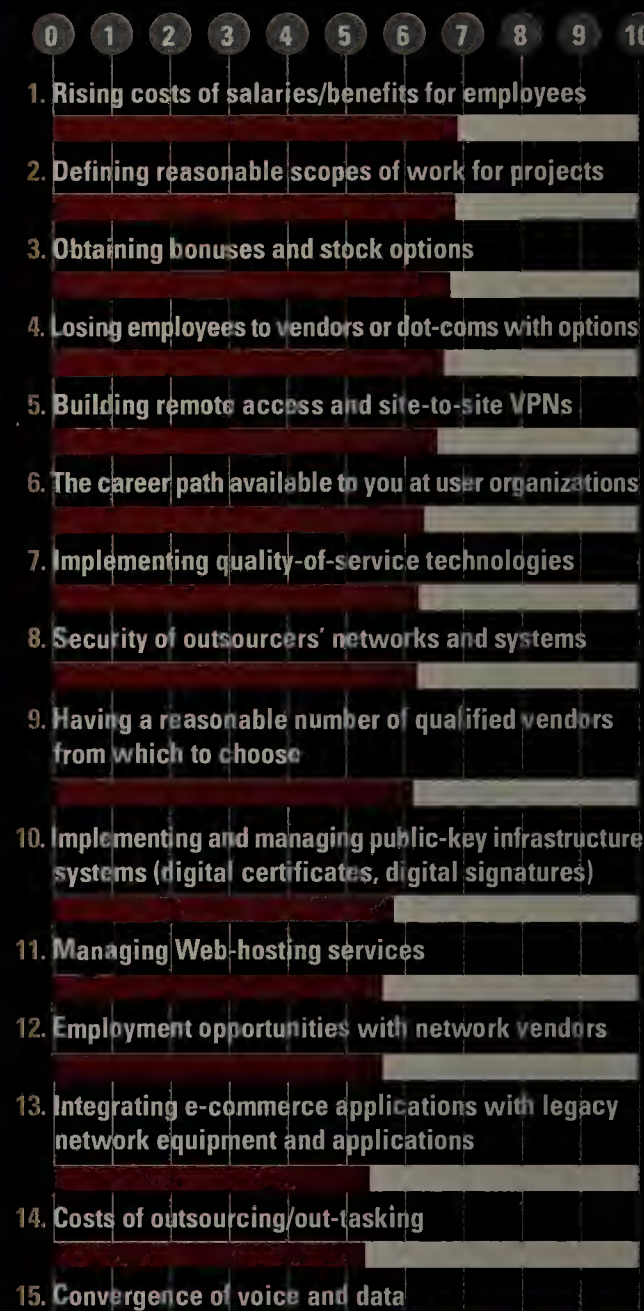 0 1 2 3 4 5 6 7 8 9 10
1. Rising costs of salaries/benefits for employees
2. Defining reasonable scopes of work for projects
3. Obtaining bonuses and stock options
4. Losing employees to vendors or dot-coms with options
5. Building remote access and site-to-site VPNs
6. The career path available to you at user organizations
7. Implementing quality-of-service technologies
8. Security of outsourcers' networks and systems
9. Having a reasonable number of qualified vendors
from which to choose
10. Implementing and managing public-key infrastructure
systems (digital certificates, digital signatures)
11. Managing Web-hosting services
12. Employment opportunities with network vendors
13. Integrating e-commerce applications with legacy
network equipment and applications
14. Costs of outsourcing/out-tasking
15. Convergence of voice and data